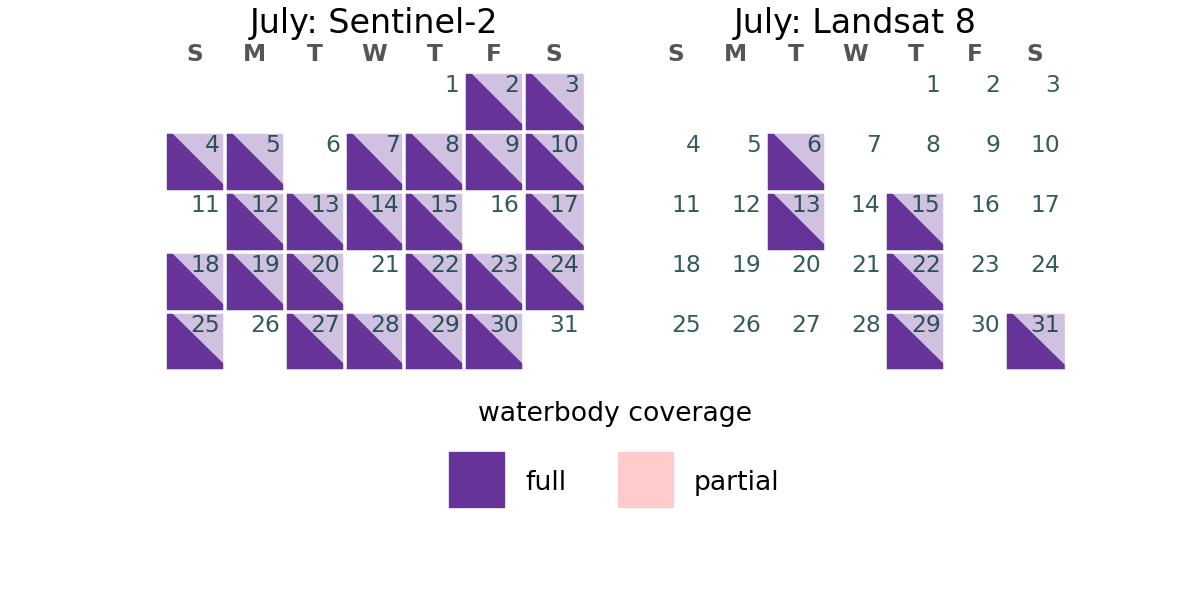 July: Sentinel-2
S M T W T F S
1 2 3
4 5 6 7 8 9 10
11 12 13 14 15 16 17
18 19 20 21 22 23 24
25 26 27 28 29 30 31
July: Landsat 8
S M T W T F S
1 2 3
4 5 6 7 8 9 10
11 12 13 14 15 16 17
18 19 20 21 22 23 24
25 26 27 28 29 30 31
waterbody coverage
full partial